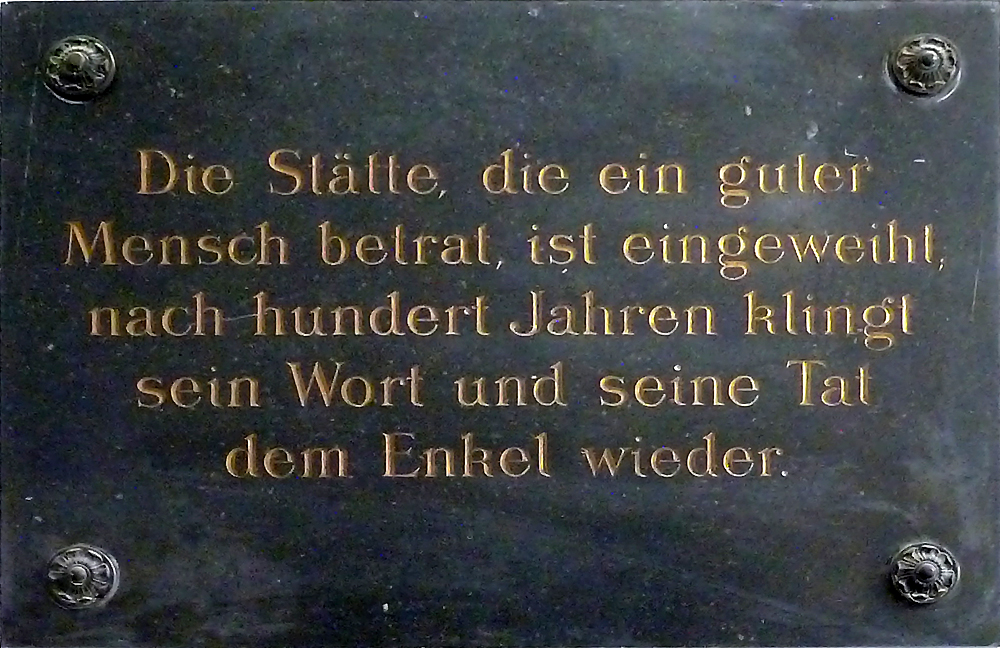 Die Stätte, die ein guter
Mensch betrat, ist eingeweiht,
nach hundert Jahren klingt
sein Wort und seine Tat
dem Enkel wieder.